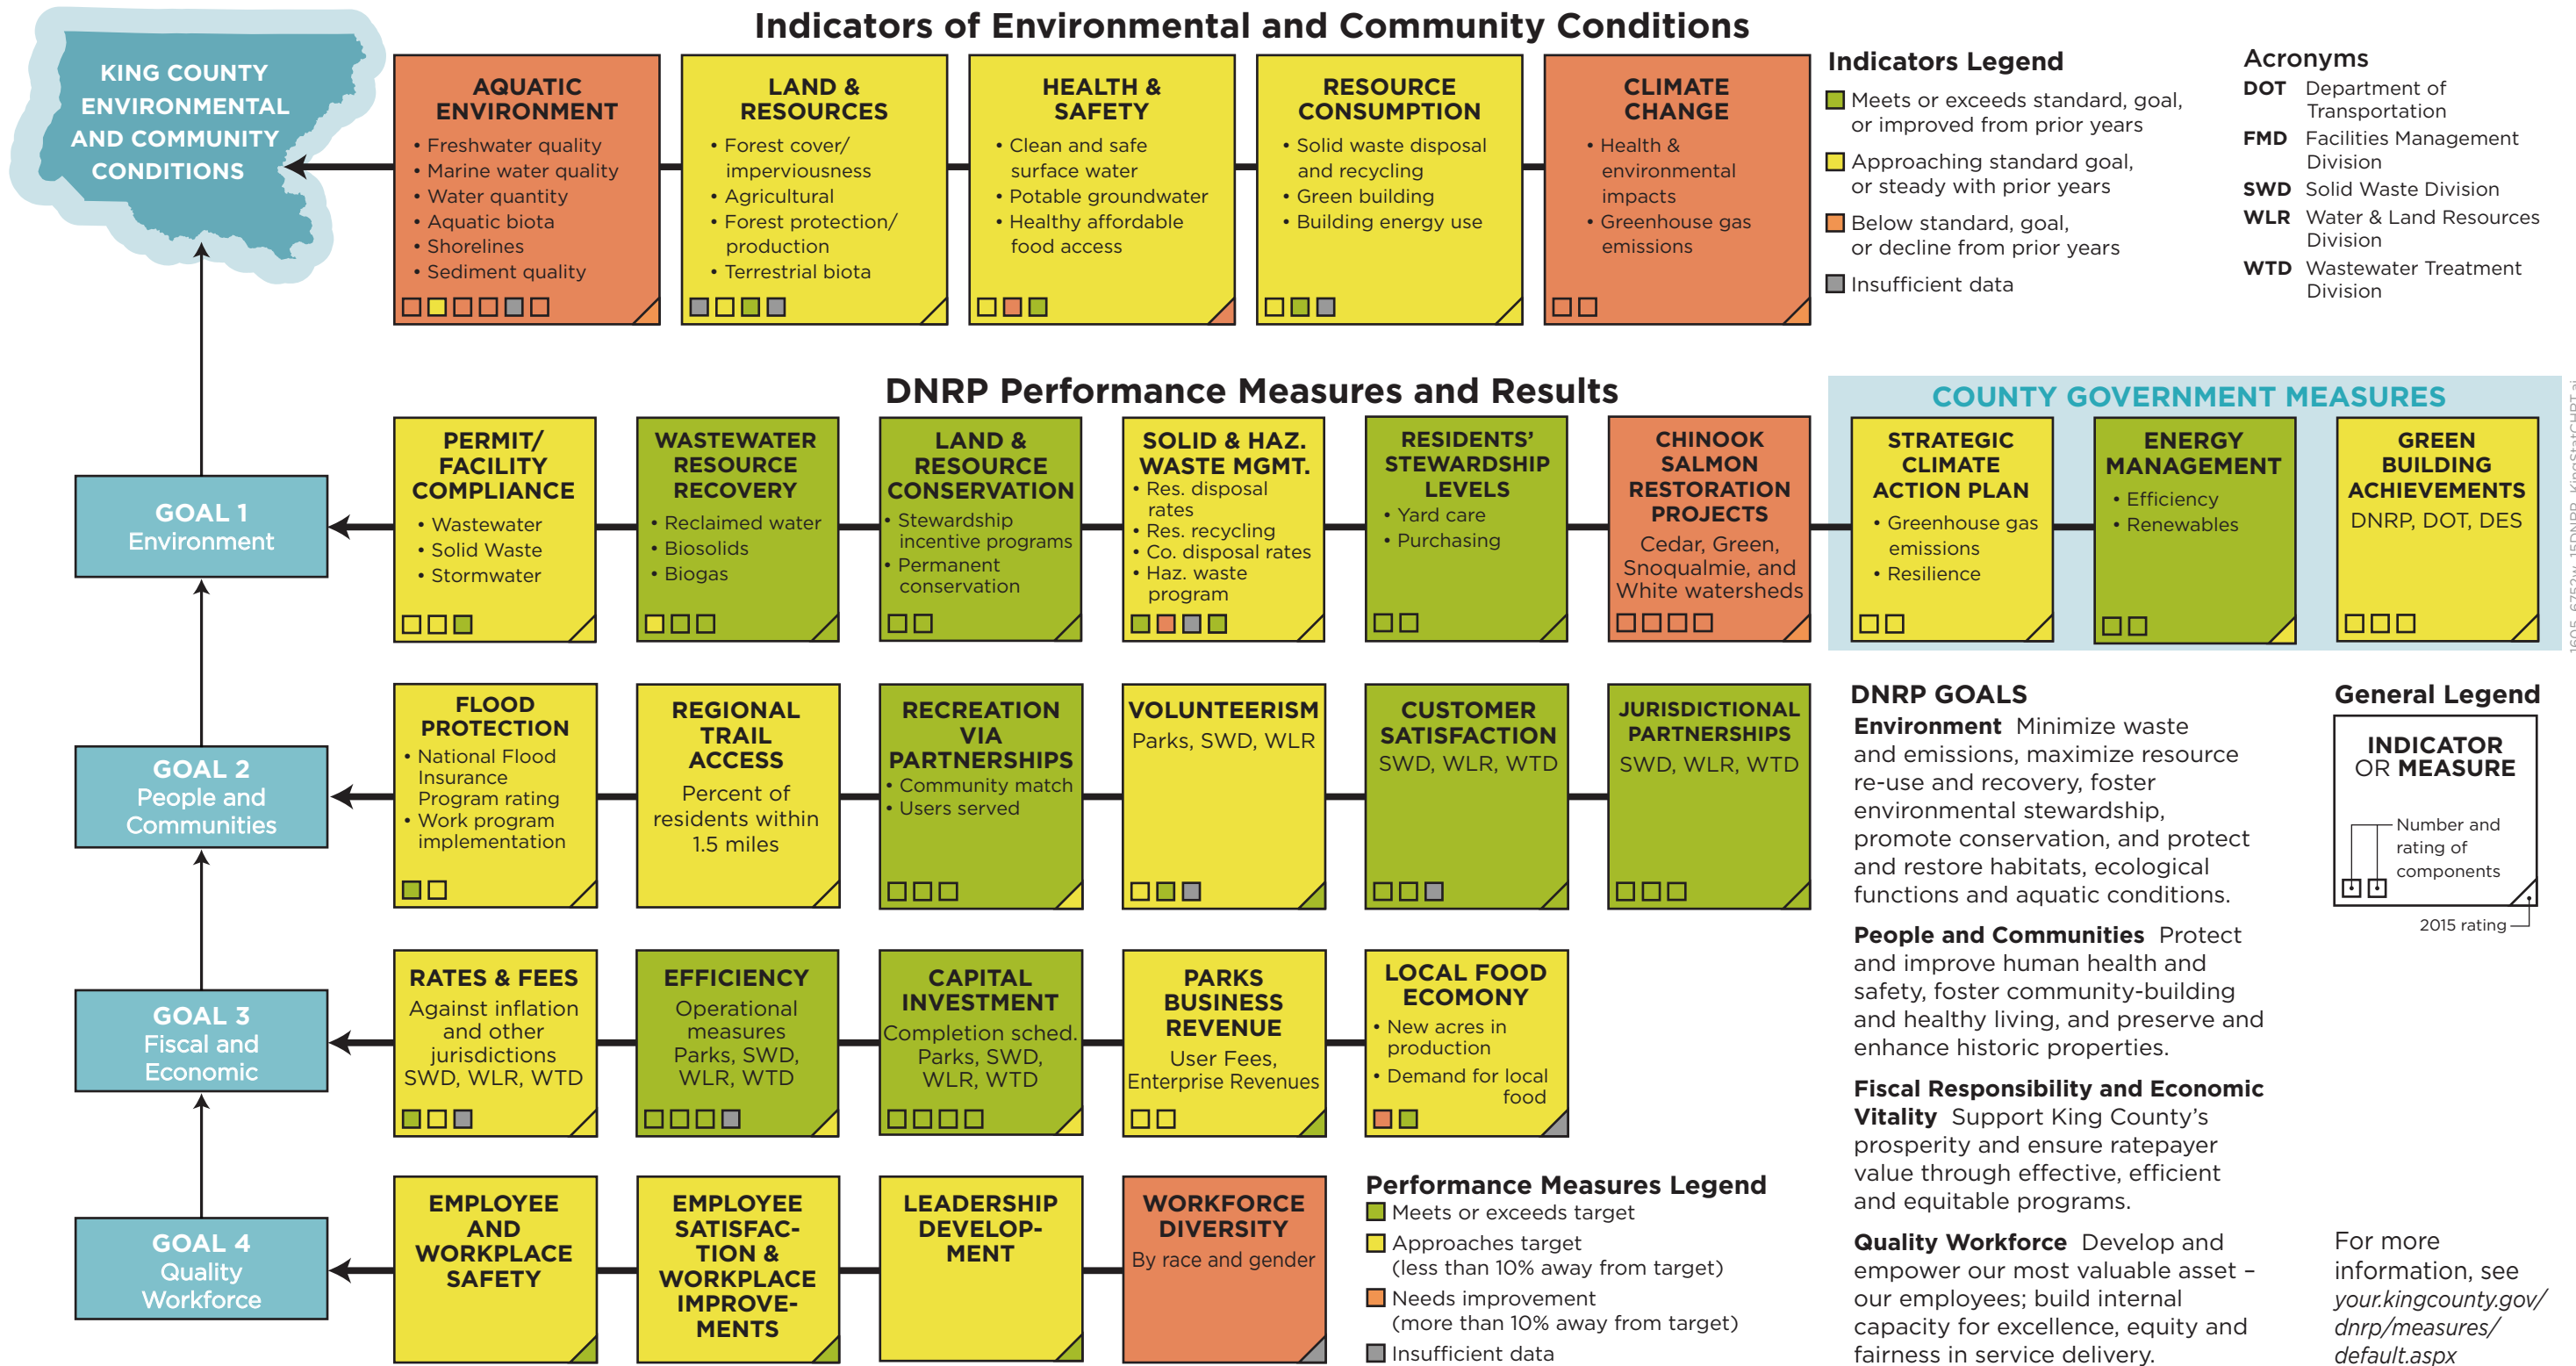 Indicators of Environmental and Community Conditions
KING COUNTY
ENVIRONMENTAL
AND COMMUNITY
CONDITIONS
AQUATIC
ENVIRONMENT
• Freshwater quality
• Marine water quality
• Water quantity
• Aquatic biota
• Shorelines
• Sediment quality
LAND &
RESOURCES
• Forest cover/
imperviousness
• Agricultural
• Forest protection/
production
• Terrestrial biota
HEALTH &
SAFETY
• Clean and safe
surface water
• Potable groundwater
• Healthy affordable
food access
RESOURCE
CONSUMPTION
• Solid waste disposal
and recycling
• Green building
• Building energy use
CLIMATE
CHANGE
• Health &
environmental
impacts
• Greenhouse gas
emissions
Indicators Legend
Meets or exceeds standard, goal,
or improved from prior years
Approaching standard goal,
or steady with prior years
Below standard, goal,
or decline from prior years
Insufficient data
Acronyms
DOT Department of
Transportation
FMD Facilities Management
Division
SWD Solid Waste Division
WLR Water & Land Resources
Division
WTD Wastewater Treatment
Division
DNRP Performance Measures and Results
COUNTY GOVERNMENT MEASURES
GOAL 1
Environment
PERMIT/
FACILITY
COMPLIANCE
• Wastewater
• Solid Waste
• Stormwater
WASTEWATER
RESOURCE
RECOVERY
• Reclaimed water
• Biosolids
• Biogas
LAND &
RESOURCE
CONSERVATION
• Stewardship
incentive programs
• Permanent
conservation
SOLID & HAZ.
WASTE MGMT.
• Res. disposal
rates
• Res. recycling
• Co. disposal rates
• Haz. waste
program
RESIDENTS’
STEWARDSHIP
LEVELS
• Yard care
• Purchasing
CHINOOK
SALMON
RESTORATION
PROJECTS
Cedar, Green,
Snoqualmie, and
White watersheds
STRATEGIC
CLIMATE
ACTION PLAN
• Greenhouse gas
emissions
• Resilience
ENERGY
MANAGEMENT
• Efficiency
• Renewables
GREEN
BUILDING
ACHIEVEMENTS
DNRP, DOT, DES
GOAL 2
People and
Communities
FLOOD
PROTECTION
• National Flood
Insurance
Program rating
• Work program
implementation
REGIONAL
TRAIL
ACCESS
Percent of
residents within
1.5 miles
RECREATION
VIA
PARTNERSHIPS
• Community match
• Users served
VOLUNTEERISM
Parks, SWD, WLR
CUSTOMER
SATISFACTION
SWD, WLR, WTD
JURISDICTIONAL
PARTNERSHIPS
SWD, WLR, WTD
GOAL 3
Fiscal and
Economic
RATES & FEES
Against inflation
and other
jurisdictions
SWD, WLR, WTD
EFFICIENCY
Operational
measures
Parks, SWD,
WLR, WTD
CAPITAL
INVESTMENT
Completion sched.
Parks, SWD,
WLR, WTD
PARKS
BUSINESS
REVENUE
User Fees,
Enterprise Revenues
LOCAL FOOD
ECOMONY
• New acres in
production
• Demand for local
food
GOAL 4
Quality
Workforce
EMPLOYEE
AND
WORKPLACE
SAFETY
EMPLOYEE
SATISFAC-
TION &
WORKPLACE
IMPROVE-
MENTS
LEADERSHIP
DEVELOP-
MENT
WORKFORCE
DIVERSITY
By race and gender
Performance Measures Legend
Meets or exceeds target
Approaches target
(less than 10% away from target)
Needs improvement
(more than 10% away from target)
Insufficient data
DNRP GOALS
Environment Minimize waste
and emissions, maximize resource
re-use and recovery, foster
environmental stewardship,
promote conservation, and protect
and restore habitats, ecological
functions and aquatic conditions.
People and Communities Protect
and improve human health and
safety, foster community-building
and healthy living, and preserve and
enhance historic properties.
Fiscal Responsibility and Economic
Vitality Support King County’s
prosperity and ensure ratepayer
value through effective, efficient
and equitable programs.
Quality Workforce Develop and
empower our most valuable asset –
our employees; build internal
capacity for excellence, equity and
fairness in service delivery.
General Legend
INDICATOR
OR MEASURE
Number and
rating of
components
2015 rating
For more
information, see
your.kingcounty.gov/
dnrp/measures/
default.aspx